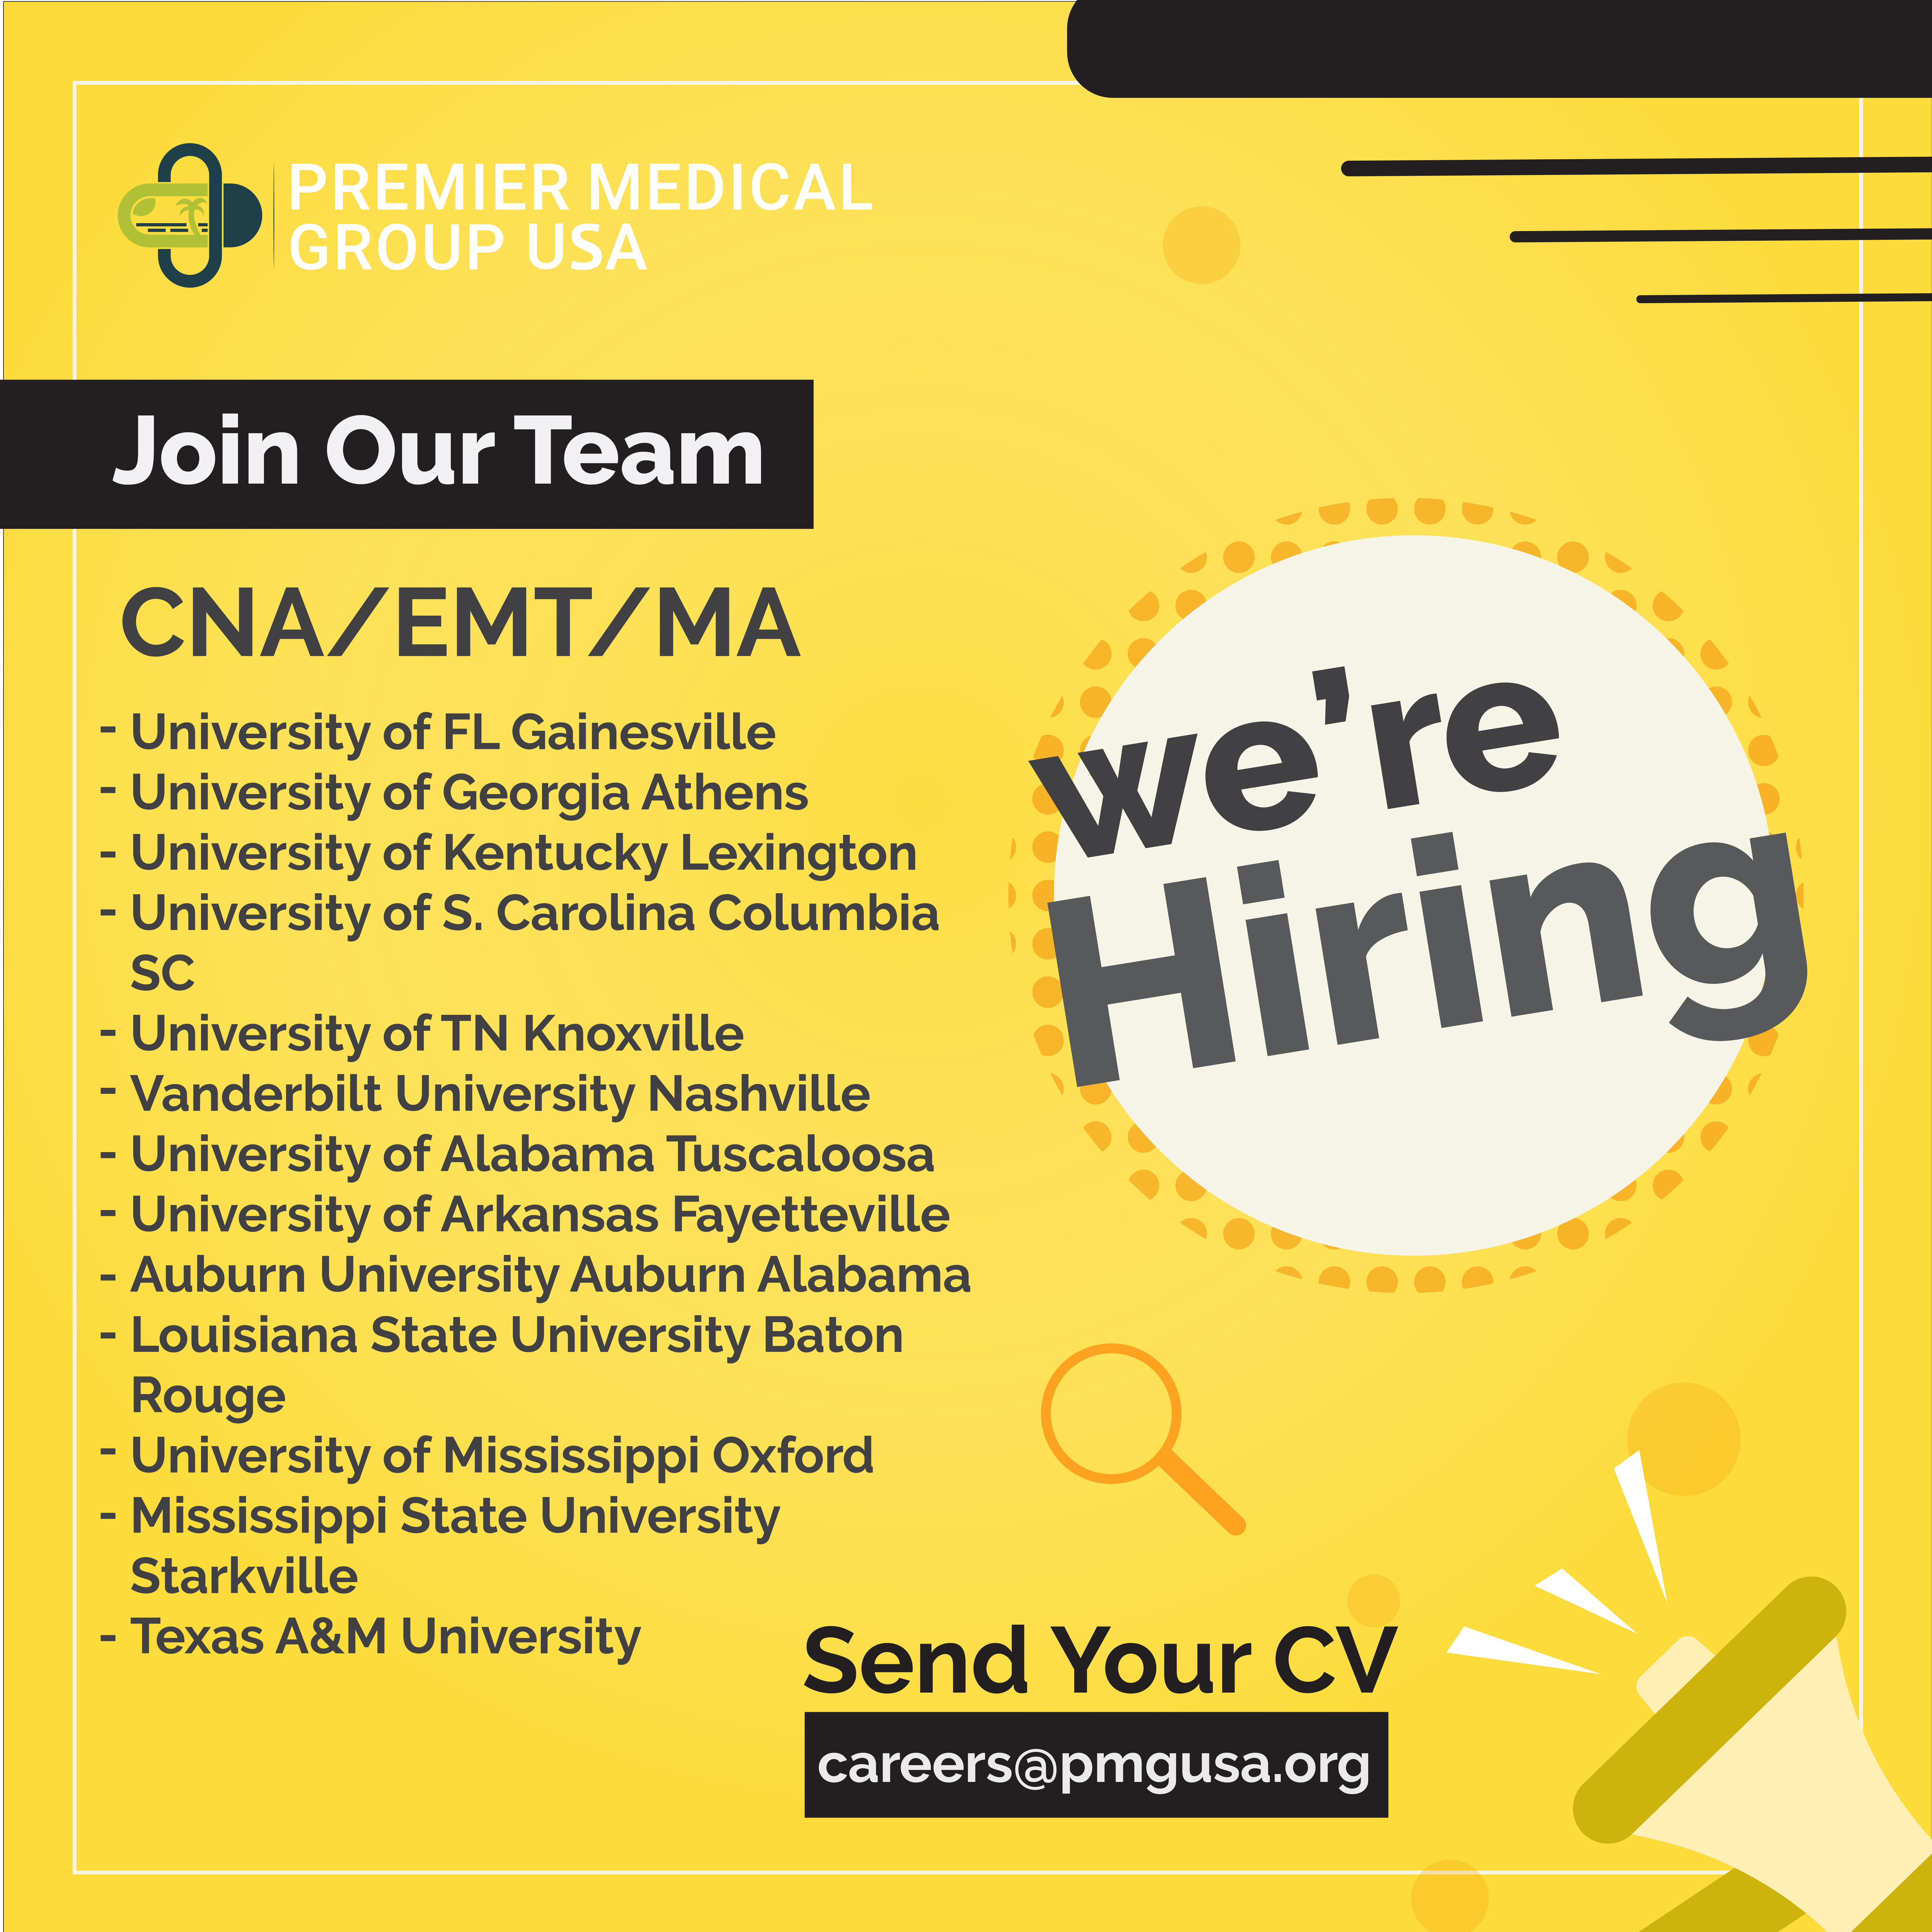 PREMIER MEDICAL
GROUP USA
Join Our Team
CNA/EMT/MA
- University of FL Gainesville
- University of Georgia Athens
- University of Kentucky Lexington
- University of S. Carolina Columbia
SC
- University of TN Knoxville
- Vanderbilt University Nashville
- University of Alabama Tuscaloosa
- University of Arkansas Fayetteville
- Auburn University Auburn Alabama
- Louisiana State University Baton
Rouge
- University of Mississippi Oxford
- Mississippi State University
Starkville
- Texas A&M University
we're
Hiring
Send Your CV
careers@pmgusa.org